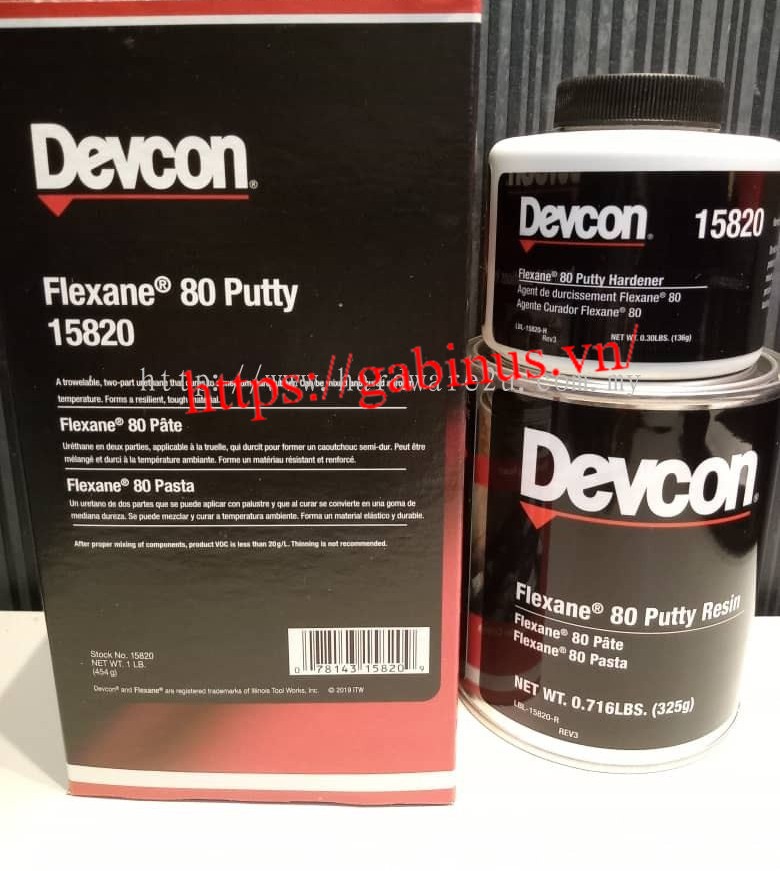 Devcon®
Flexane® 80 Putty
15820
A trowelable, two-part urethane that
temperature. Forms a resilient, tough material.
https://gabinus.vn/
Flexane® 80 Pâte
Uréthane en deux parties, applicable à la truelle, qui durcit pour former un caoutchouc semi-dur. Peut être
mélangé et durci à la température ambiante. Forme un matériau résistant et renforcé.
Flexane® 80 Pasta
Un uretano de dos partes que se puede aplicar con palustre y que al curar se convierte en una goma de
mediana dureza. Se puede mezclar y curar a temperatura ambiente. Forma un material elástico y durable.
After proper mixing of components, product VOC is less than 20g/L. Thinning is not recommended.
Stock No. 15820
NET WT. 1 LB.
(454 g)
0 78143 15820 9
Devcon® and Flexane® are registered trademarks of Illinois Tool Works, Inc. © 2019 ITW
Devcon® 15820
Flexane® 80 Putty Hardener
Agent de durcissement Flexane® 80
Agente Curador Flexane® 80
LBL-15820-H
Rev3
NET WT. 0.30LBS. (136g)
Devcon®
Flexane® 80 Putty Resin
Flexane® 80 Pâte
Flexane® 80 Pasta
NET WT. 0.716LBS. (325g)
LBL-15820-R
REV3